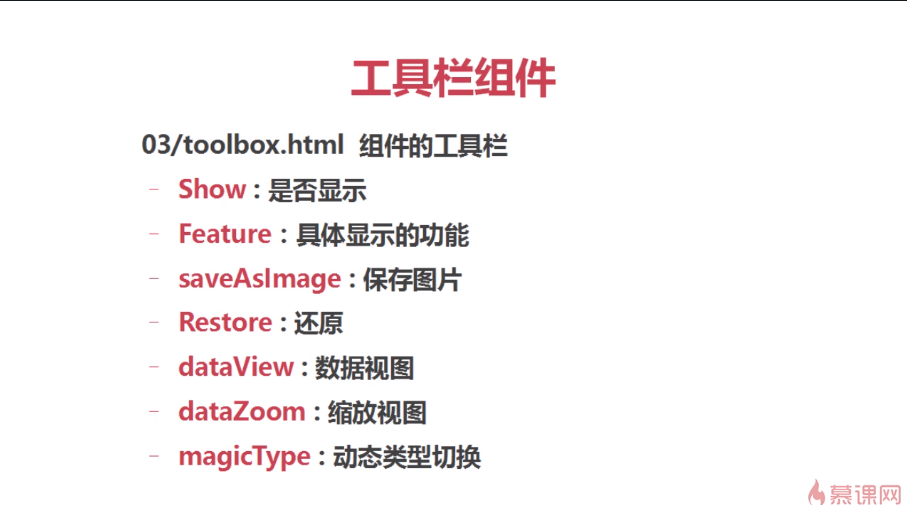 工具栏组件
03/toolbox.html 组件的工具栏
– Show : 是否显示
– Feature : 具体显示的功能
– saveAsImage : 保存图片
– Restore : 还原
– dataView : 数据视图
– dataZoom : 缩放视图
– magicType : 动态类型切换
慕课网